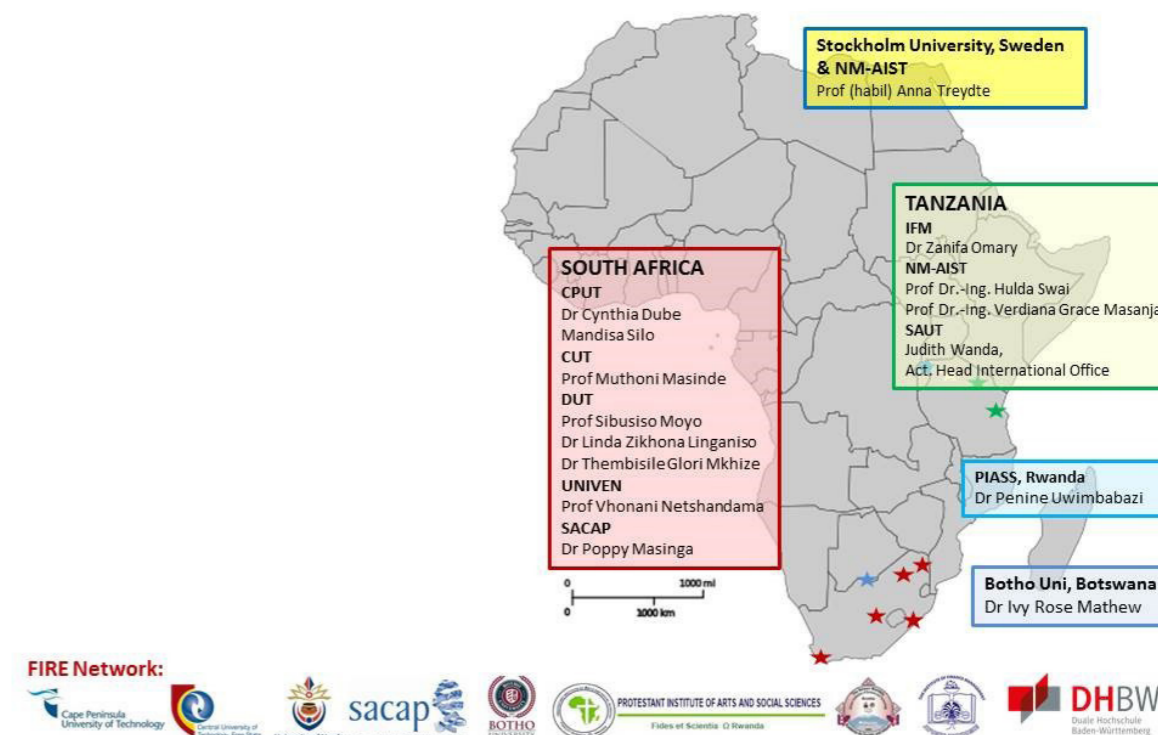 Stockholm University, Sweden
& NM-AIST
Prof (habil) Anna Treydte
TANZANIA
IFM
Dr Zanifa Omary
NM-AIST
Prof Dr.-Ing. Hulda Swai
Prof Dr.-Ing. Verdiana Grace Masanja
SAUT
Judith Wanda,
Act. Head International Office
SOUTH AFRICA
CPUT
Dr Cynthia Dube
Mandisa Silo
CUT
Prof Muthoni Masinde
DUT
Prof Sibusiso Moyo
Dr Linda Zikhona Linganiso
Dr Thembisile Glori Mkhize
UNIVEN
Prof Vhonani Netshandama
SACAP
Dr Poppy Masinga
PIASS, Rwanda
Dr Penine Uwimbabazi
Botho Uni, Botswana
Dr Ivy Rose Mathew
0 1000 mi
0 1000 km
FIRE Network:
Cape Peninsula
University of Technology
Central University of
sacap
BOTHO
PROTESTANT INSTITUTE OF ARTS AND SOCIAL SCIENCES
Fides et Scientia Ω Rwanda
DHBW
Duale Hochschule
Baden-Württemberg